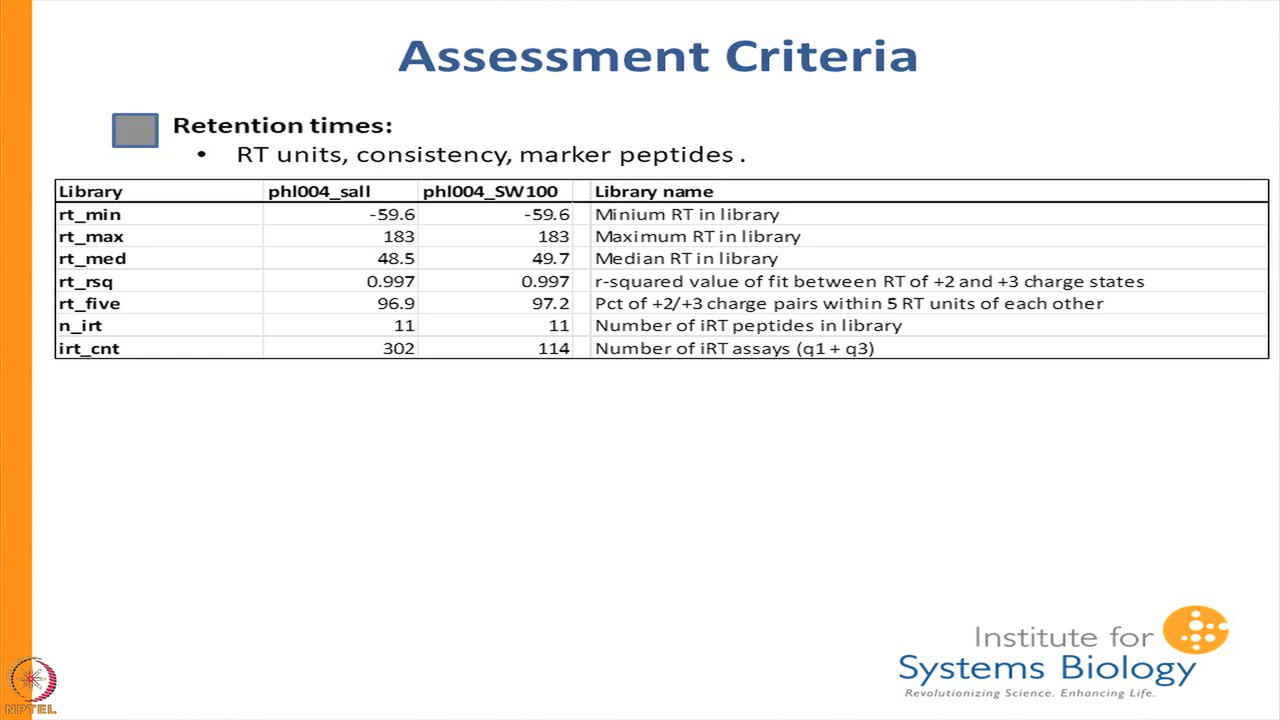 Assessment Criteria
Retention times:
• RT units, consistency, marker peptides .
Library phl004_sall phl004_SW100 Library name
rt_min -59.6 -59.6 Minium RT in library
rt_max 183 183 Maximum RT in library
rt_med 48.5 49.7 Median RT in library
rt_rsq 0.997 0.997 r-squared value of fit between RT of +2 and +3 charge states
rt_five 96.9 97.2 Pct of +2/+3 charge pairs within 5 RT units of each other
n_irt 11 11 Number of iRT peptides in library
irt_cnt 302 114 Number of iRT assays (q1 + q3)
Institute for
Systems Biology
Revolutionizing Science. Enhancing Life.
NPTEL